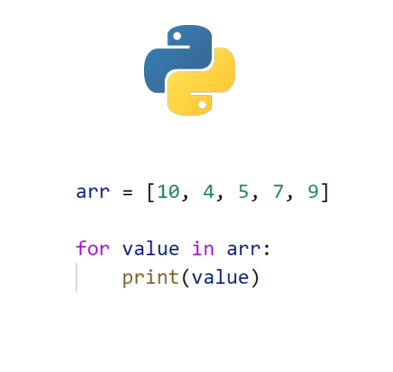 arr = [10, 4, 5, 7, 9]
for value in arr:
    print(value)